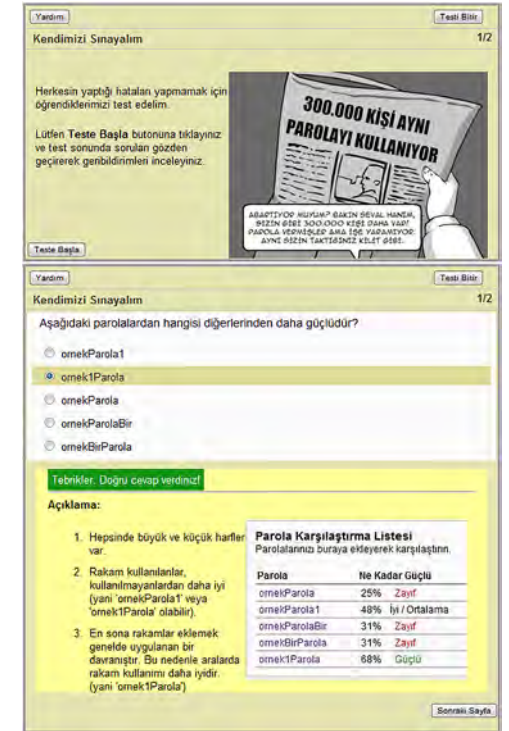 Yardım
Testi Bitir
Kendimizi Sınayalım
1/2
Herkesin yaptığı hataları yapmamak için
öğrendiklerimizi test edelim.
Lütfen Teste Başla butonuna tıklayınız
ve test sonunda sorulan gözden
geçirerek geribildirimleri inceleyiniz.
300.000 KİŞİ AYNI
PAROLAYI KULLANIYOR
ABARTIYOR MUYUM? BAKIN SEVAL HANIM,
SİZİN GİBİ 300.000 KİŞİ DAHA VAR!
PAROLA VERMİŞLER AMA İŞE YARAMIYOR.
AYNI SİZİN TAKTIĞINIZ KİLİT GİBİ.
Teste Başla
Yardım
Testi Bitir
Kendimizi Sınayalım
1/2
Aşağıdaki parolalardan hangisi diğerlerinden daha güçlüdür?
ornekParola1
ornek1Parola
ornekParola
ornekParolaBir
ornekBirParola
Tebrikler. Doğru cevap verdiniz!
Açıklama:
1. Hepsinde büyük ve küçük harfler
var.
2. Rakam kullanılanlar,
kullanılmayanlardan daha iyi
(yani 'ornekParola1' veya
'ornek1Parola' olabilir).
3. En sona rakamlar eklemek
genelde uygulanan bir
davranıştır. Bu nedenle aralarda
rakam kullanımı daha iyidir.
(yani 'ornek1Parola')
Parola Karşılaştırma Listesi
Parolalarınızı buraya ekleyerek karşılaştırın.
Parola Ne Kadar Güçlü
ornekParola 25% Zayıf
ornekParola1 48% İyi / Ortalama
ornekParolaBir 31% Zayıf
ornekBirParola 31% Zayıf
ornek1Parola 68% Güçlü
Sonraki Sayfa